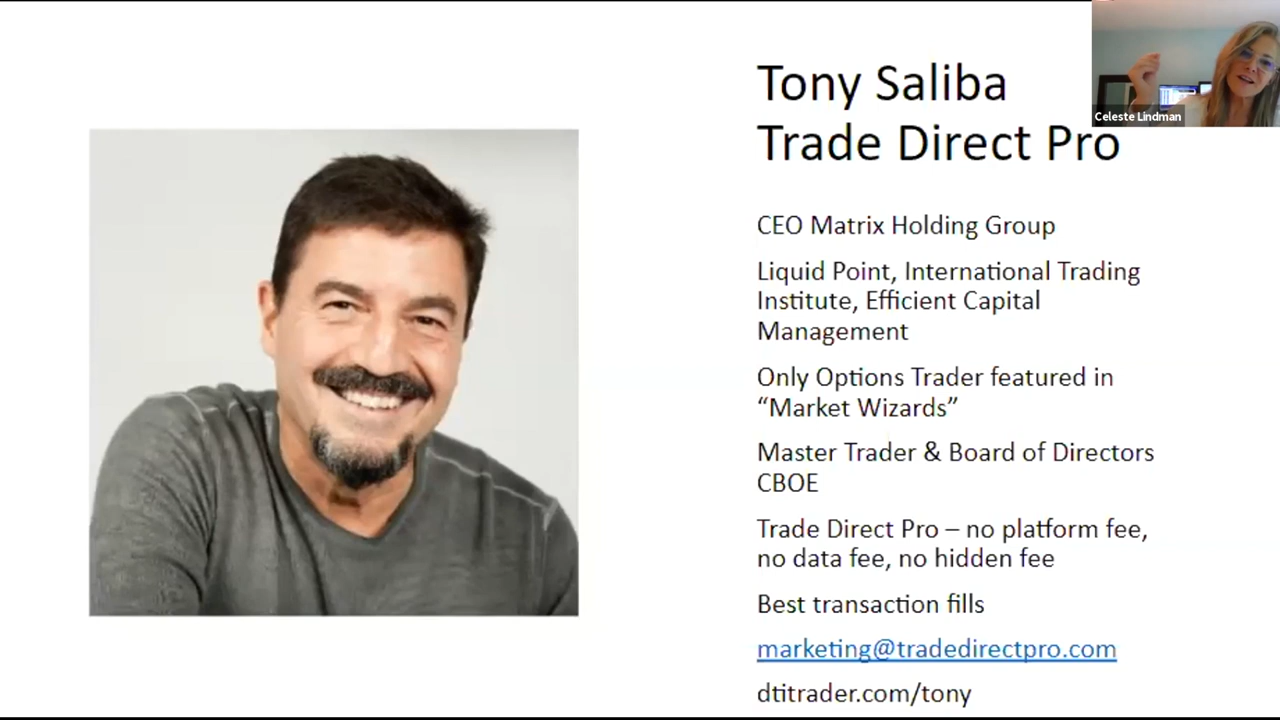 Tony Saliba
Trade Direct Pro
Celeste Lindman
CEO Matrix Holding Group
Liquid Point, International Trading
Institute, Efficient Capital
Management
Only Options Trader featured in
“Market Wizards”
Master Trader & Board of Directors
CBOE
Trade Direct Pro – no platform fee,
no data fee, no hidden fee
Best transaction fills
marketing@tradedirectpro.com
dtitrader.com/tony